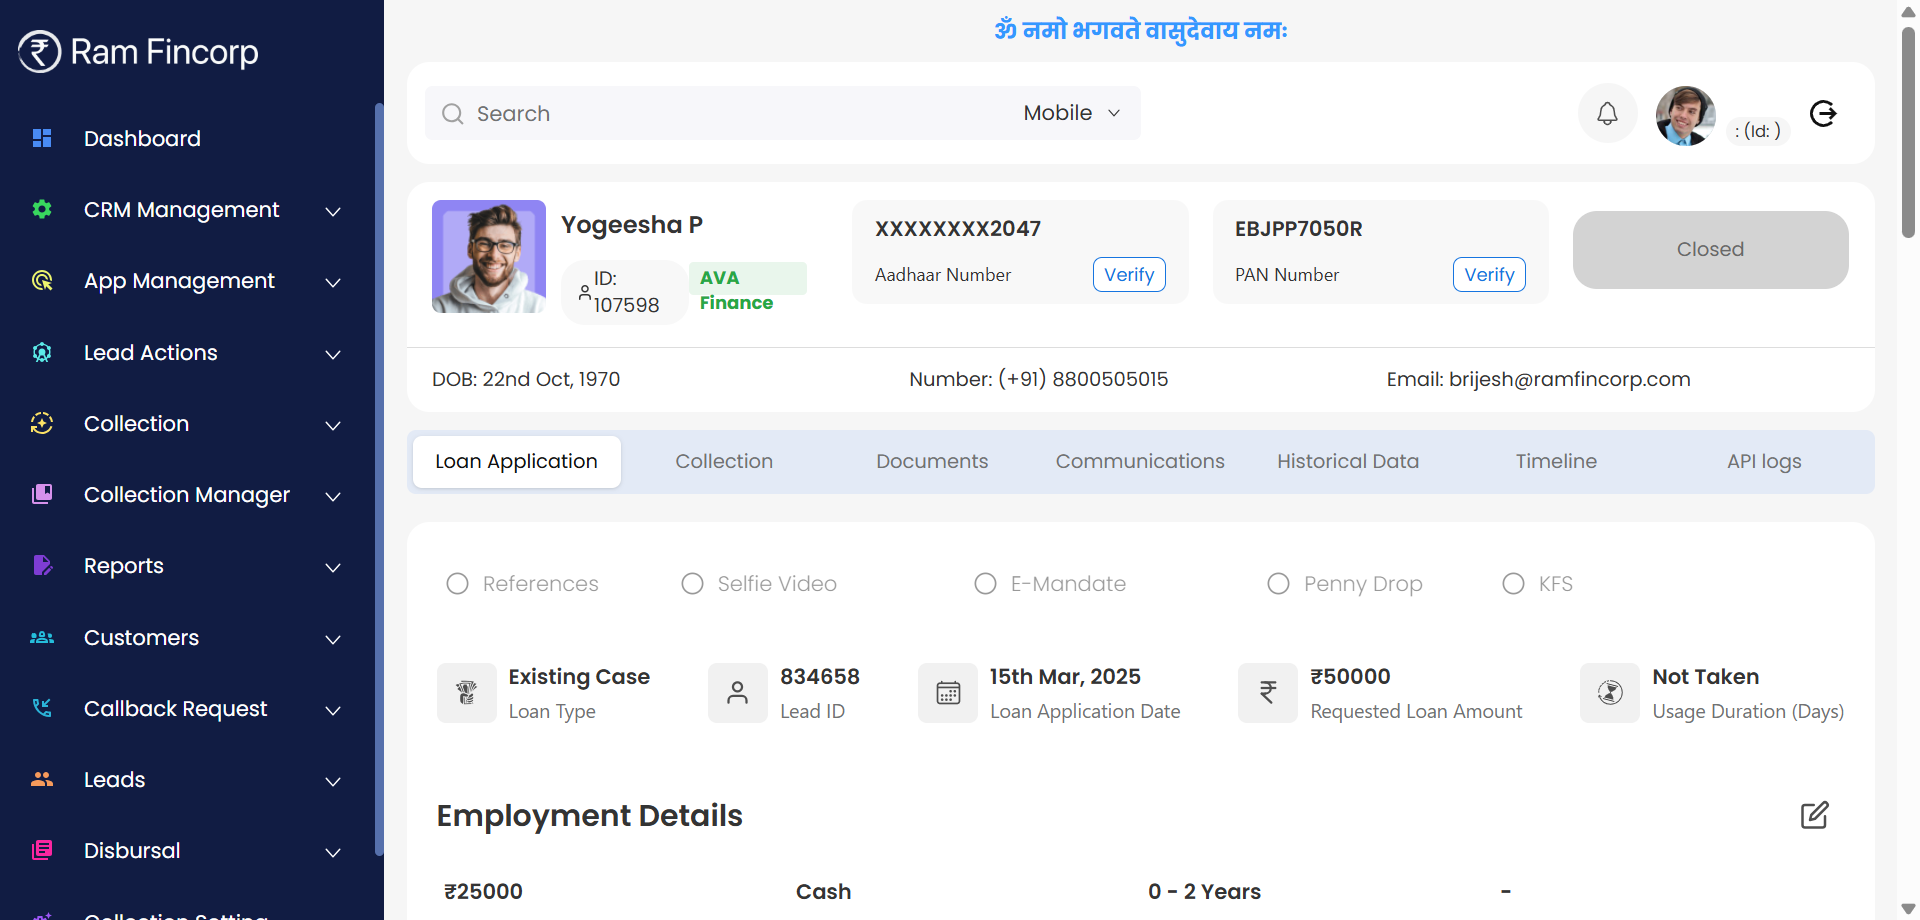 ॐ नमो भगवते वासुदेवाय नमः
Ram Fincorp
Search
Mobile
: (Id: )
Dashboard
CRM Management
App Management
Lead Actions
Collection
Collection Manager
Reports
Customers
Callback Request
Leads
Disbursal
Collection Setting
Yogeesha P
ID:
107598
AVA
Finance
XXXXXXXX2047
Aadhaar Number
Verify
EBJPP7050R
PAN Number
Verify
Closed
DOB: 22nd Oct, 1970
Number: (+91) 8800505015
Email: brijesh@ramfincorp.com
Loan Application
Collection
Documents
Communications
Historical Data
Timeline
API logs
References
Selfie Video
E-Mandate
Penny Drop
KFS
Existing Case
Loan Type
834658
Lead ID
15th Mar, 2025
Loan Application Date
₹50000
Requested Loan Amount
Not Taken
Usage Duration (Days)
Employment Details
₹25000
Cash
0 - 2 Years
-